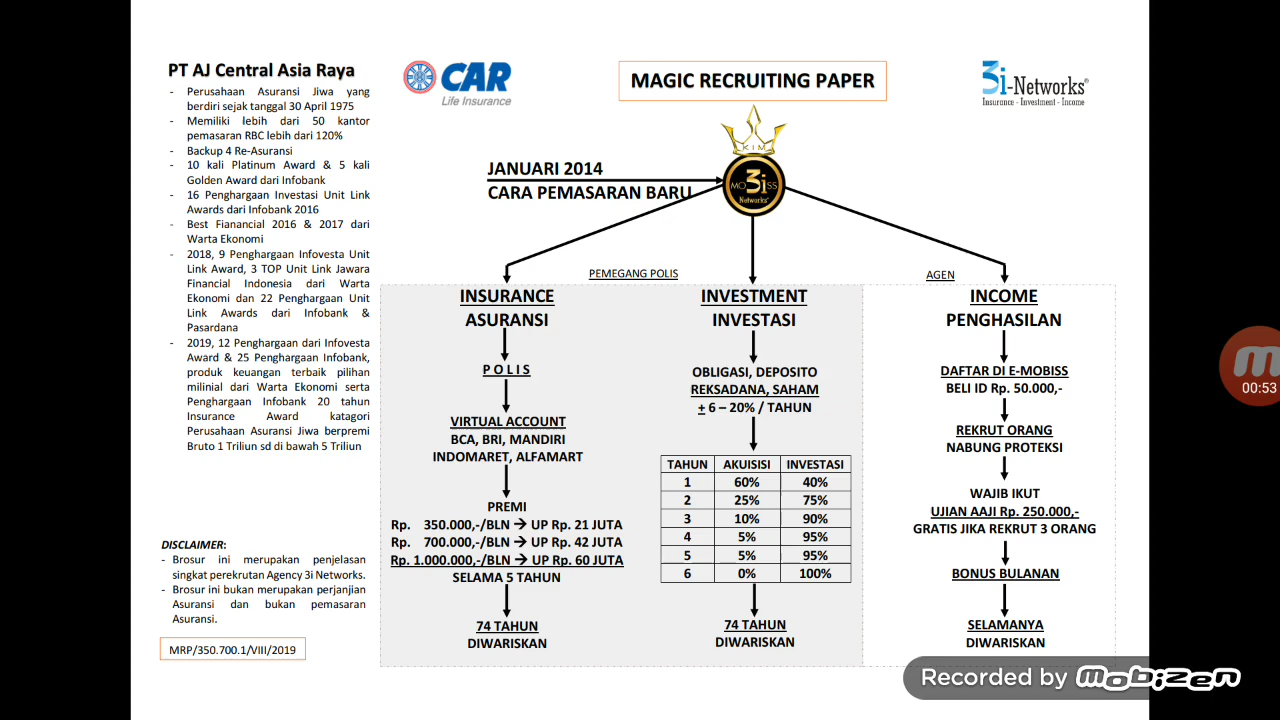 PT AJ Central Asia Raya
- Perusahaan Asuransi Jiwa yang
berdiri sejak tanggal 30 April 1975
- Memiliki lebih dari 50 kantor
pemasaran RBC lebih dari 120%
- Backup 4 Re-Asuransi
- 10 kali Platinum Award & 5 kali
Golden Award dari Infobank
- 16 Penghargaan Investasi Unit Link
Awards dari Infobank 2016
- Best Fianancial 2016 & 2017 dari
Warta Ekonomi
- 2018, 9 Penghargaan Infovesta Unit
Link Award, 3 TOP Unit Link Jawara
Financial Indonesia dari Warta
Ekonomi dan 22 Penghargaan Unit
Link Awards dari Infobank &
Pasardana
- 2019, 12 Penghargaan dari Infovesta
Award & 25 Penghargaan Infobank,
produk keuangan terbaik pilihan
milinial dari Warta Ekonomi serta
Penghargaan Infobank 20 tahun
Insurance Award katagori
Perusahaan Asuransi Jiwa berpremi
Bruto 1 Triliun sd di bawah 5 Triliun
DISCLAIMER:
- Brosur ini merupakan penjelasan
singkat perekrutan Agency 3i Networks.
- Brosur ini bukan merupakan perjanjian
Asuransi dan bukan pemasaran
Asuransi.
MRP/350.700.1/VIII/2019
CAR
Life Insurance
MAGIC RECRUITING PAPER
3i-Networks®
Insurance - Investment - Income
KIM
MO3iSS
Networks®
JANUARI 2014
CARA PEMASARAN BARU
PEMEGANG POLIS
AGEN
INSURANCE
ASURANSI
POLIS
VIRTUAL ACCOUNT
BCA, BRI, MANDIRI
INDOMARET, ALFAMART
PREMI
Rp. 350.000,-/BLN → UP Rp. 21 JUTA
Rp. 700.000,-/BLN → UP Rp. 42 JUTA
Rp. 1.000.000,-/BLN → UP Rp. 60 JUTA
SELAMA 5 TAHUN
74 TAHUN
DIWARISKAN
INVESTMENT
INVESTASI
OBLIGASI, DEPOSITO
REKSADANA, SAHAM
± 6 – 20% / TAHUN
TAHUN AKUISISI INVESTASI
1 60% 40%
2 25% 75%
3 10% 90%
4 5% 95%
5 5% 95%
6 0% 100%
74 TAHUN
DIWARISKAN
INCOME
PENGHASILAN
DAFTAR DI E-MOBISS
BELI ID Rp. 50.000,-
REKRUT ORANG
NABUNG PROTEKSI
WAJIB IKUT
UJIAN AAJI Rp. 250.000,-
GRATIS JIKA REKRUT 3 ORANG
BONUS BULANAN
SELAMANYA
DIWARISKAN
00:53
Recorded by mobizen